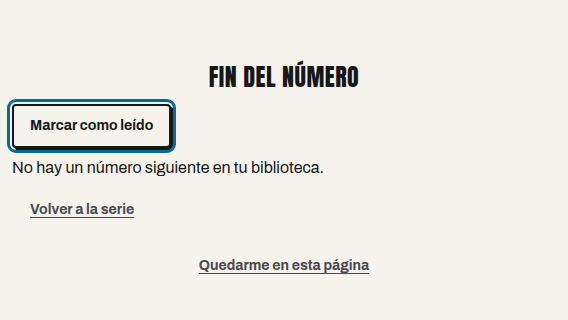 FIN DEL NÚMERO
Marcar como leído
No hay un número siguiente en tu biblioteca.
Volver a la serie
Quedarme en esta página